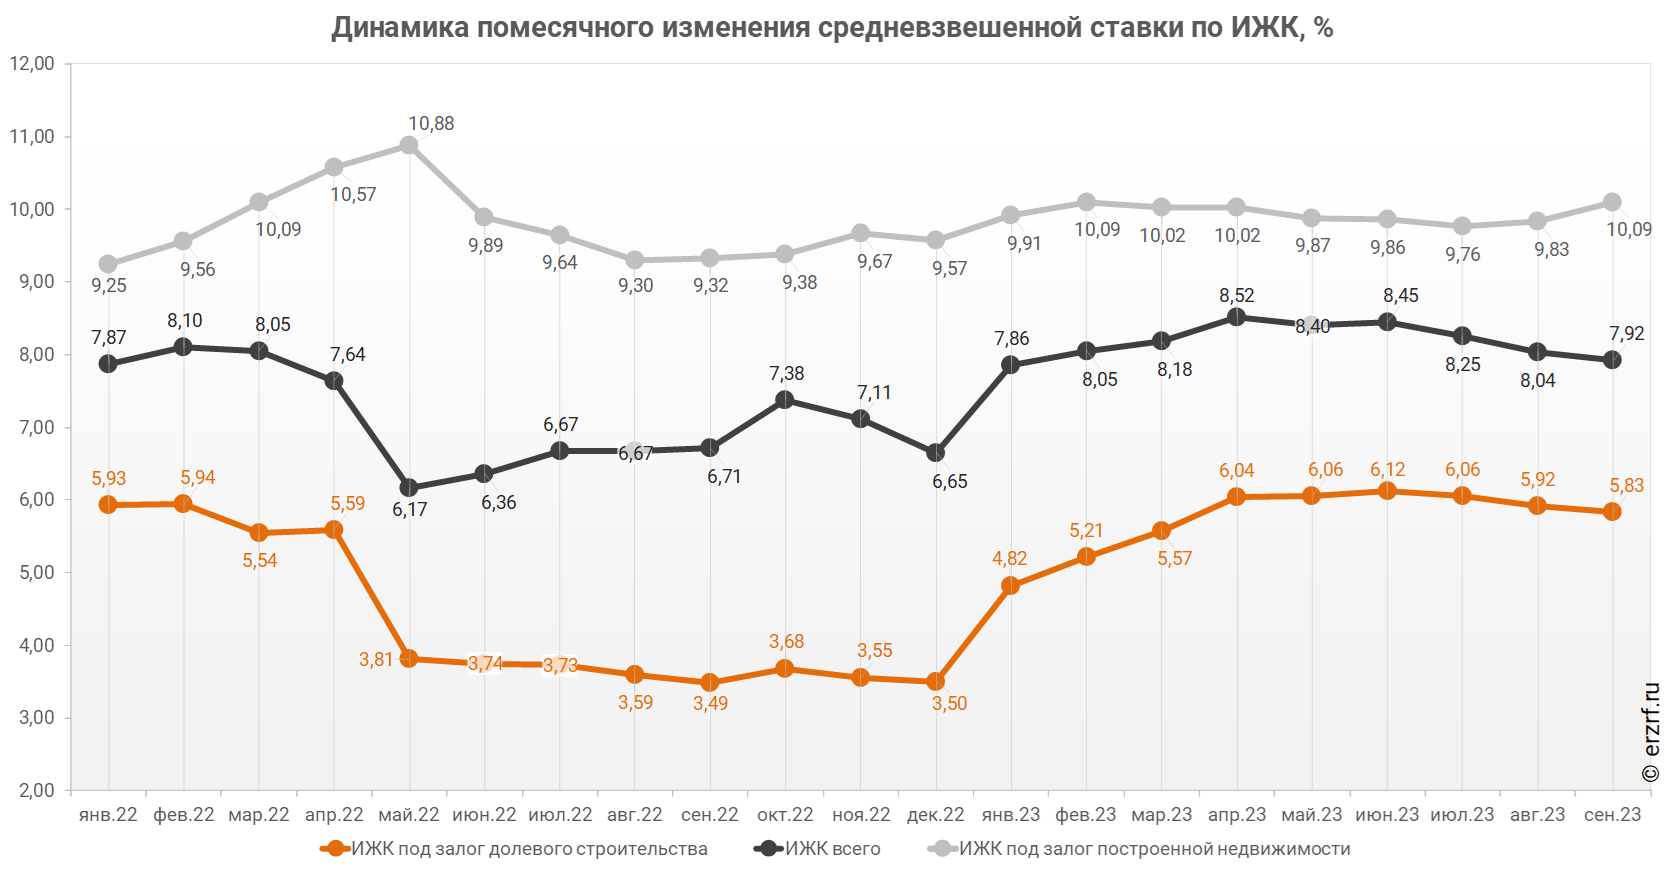 Динамика помесячного изменения средневзвешенной ставки по ИЖК, %
12,00
11,00
10,00
9,00
8,00
7,00
6,00
5,00
4,00
3,00
2,00
9,25 9,56 10,09 10,57 10,88 9,89 9,64 9,30 9,32 9,38 9,67 9,57 9,91 10,09 10,02 10,02 9,87 9,86 9,76 9,83 10,09
7,87 8,10 8,05 7,64 6,17 6,36 6,67 6,67 6,71 7,38 7,11 6,65 7,86 8,05 8,18 8,52 8,40 8,45 8,25 8,04 7,92
5,93 5,94 5,54 5,59 3,81 3,74 3,73 3,59 3,49 3,68 3,55 3,50 4,82 5,21 5,57 6,04 6,06 6,12 6,06 5,92 5,83
янв.22 фев.22 мар.22 апр.22 май.22 июн.22 июл.22 авг.22 сен.22 окт.22 ноя.22 дек.22 янв.23 фев.23 мар.23 апр.23 май.23 июн.23 июл.23 авг.23 сен.23
ИЖК под залог долевого строительства ИЖК всего ИЖК под залог построенной недвижимости
© erzrf.ru